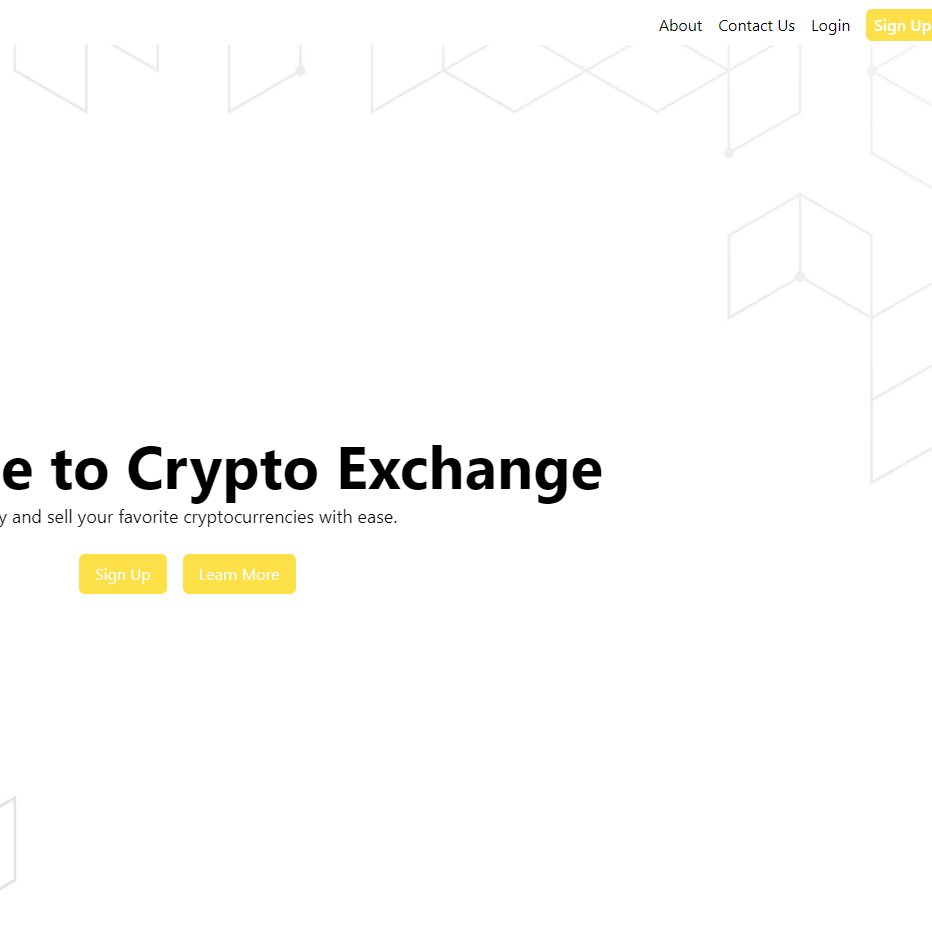 About Contact Us Login Sign Up
e to Crypto Exchange
y and sell your favorite cryptocurrencies with ease.
Sign Up Learn More